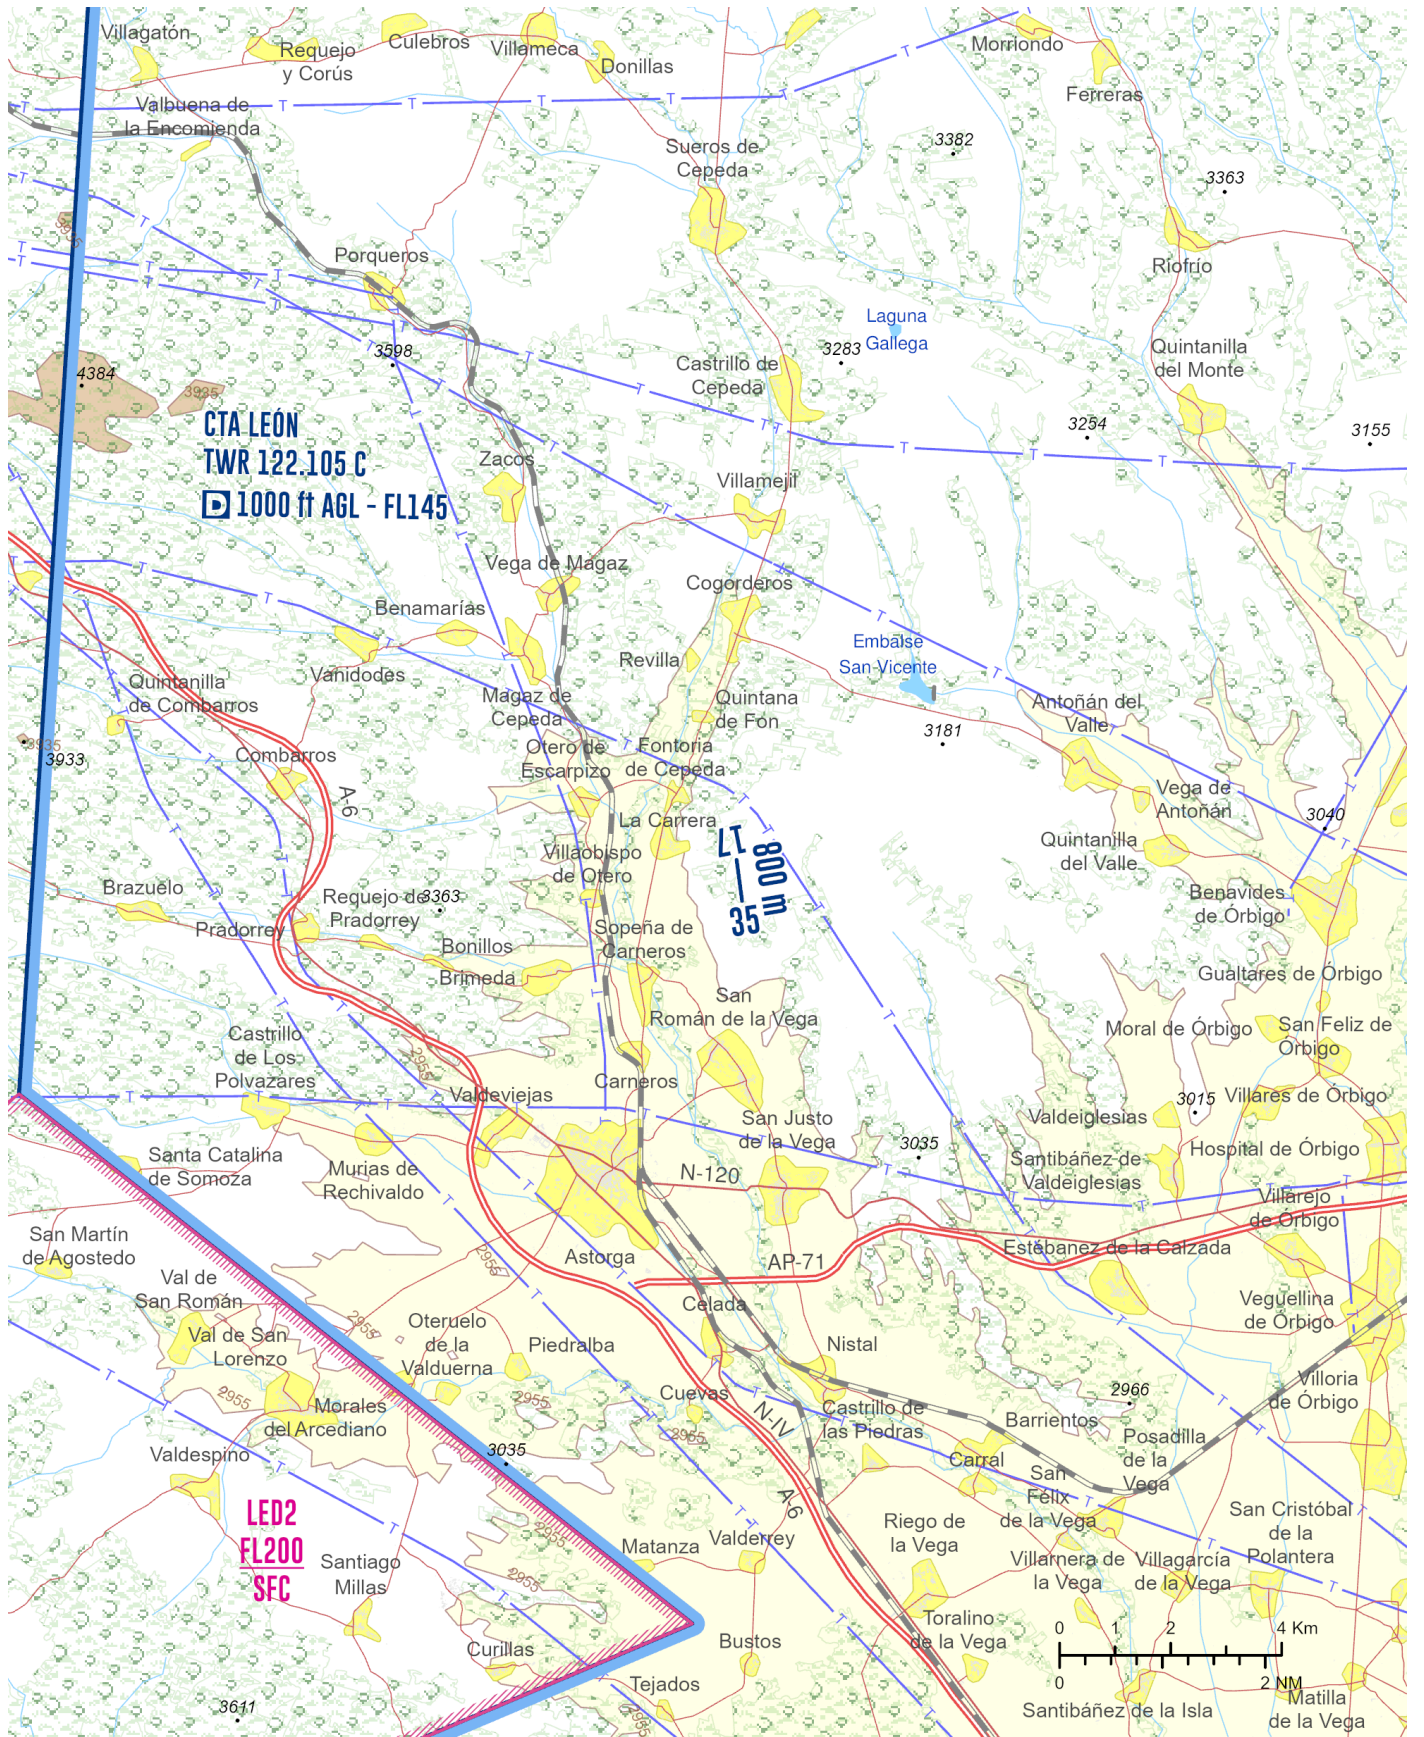 Villagatón
Requejo
y Corús
Culebros
Villameca
Donillas
Morriondo
Ferreras
Valbuena de
la Encomienda
Sueros de
Cepeda
3382
3363
3935
Porqueros
Riofrío
Laguna
Gallega
3283
3598
Castrillo de
Cepeda
Quintanilla
del Monte
4384
3935
3254
3155
CTA LEÓN
TWR 122.105 C
D 1000 ft AGL - FL145
Zacos
Villamejil
Vega de Magaz
Cogorderos
Benamarías
Vanidodes
Revilla
Embalse
San Vicente
Quintanilla
de Combarros
Magaz de
Cepeda
Quintana
de Fon
Antoñán del
Valle
3181
3935
3933
Combarros
Otero de
Escarpizo
Fontoria
de Cepeda
A-6
Vega de
Antoñán
3040
La Carrera
17
35
800 m
Quintanilla
del Valle
Villaobispo
de Otero
Brazuelo
Requejo de
Pradorrey
3363
Pradorrey
Benavides
de Órbigo
Bonillos
Brimeda
Sopeña de
Carneros
Gualtares de Órbigo
San
Román de la Vega
Moral de Órbigo
San Feliz de
Órbigo
Castrillo
de Los
Polvazares
2955
Valdeviejas
Carneros
3015
Villares de Órbigo
Valdeiglesias
San Justo
de la Vega
3035
Santa Catalina
de Somoza
Murias de
Rechivaldo
N-120
Santibáñez de
Valdeiglesias
Hospital de Órbigo
Villarejo
de Órbigo
San Martín
de Agostedo
2955
Astorga
AP-71
Estébanez de la Calzada
Val de
San Román
Celada
Veguellina
de Órbigo
2955
Val de San
Lorenzo
Oteruelo
de la
Valduerna
Piedralba
Nistal
Villoria
de Órbigo
2955
Morales
del Arcediano
2955
Cuevas
N-IV
2955
Castrillo de
las Piedras
2966
Barrientos
Valdespino
3035
Carral
Posadilla
de la
Vega
San
Félix
de la Vega
A-6
LED2
FL200
SFC
2955
Matanza
Valderrey
Riego de
la Vega
San Cristóbal
de la
Polantera
Santiago
Millas
2955
Villarnera de
la Vega
Villagarcía
de la Vega
Toralino
de la Vega
Curillas
Bustos
0 1 2 4 Km
0 2 NM
Tejados
2955
3611
Santibáñez de la Isla
Matilla
de la Vega